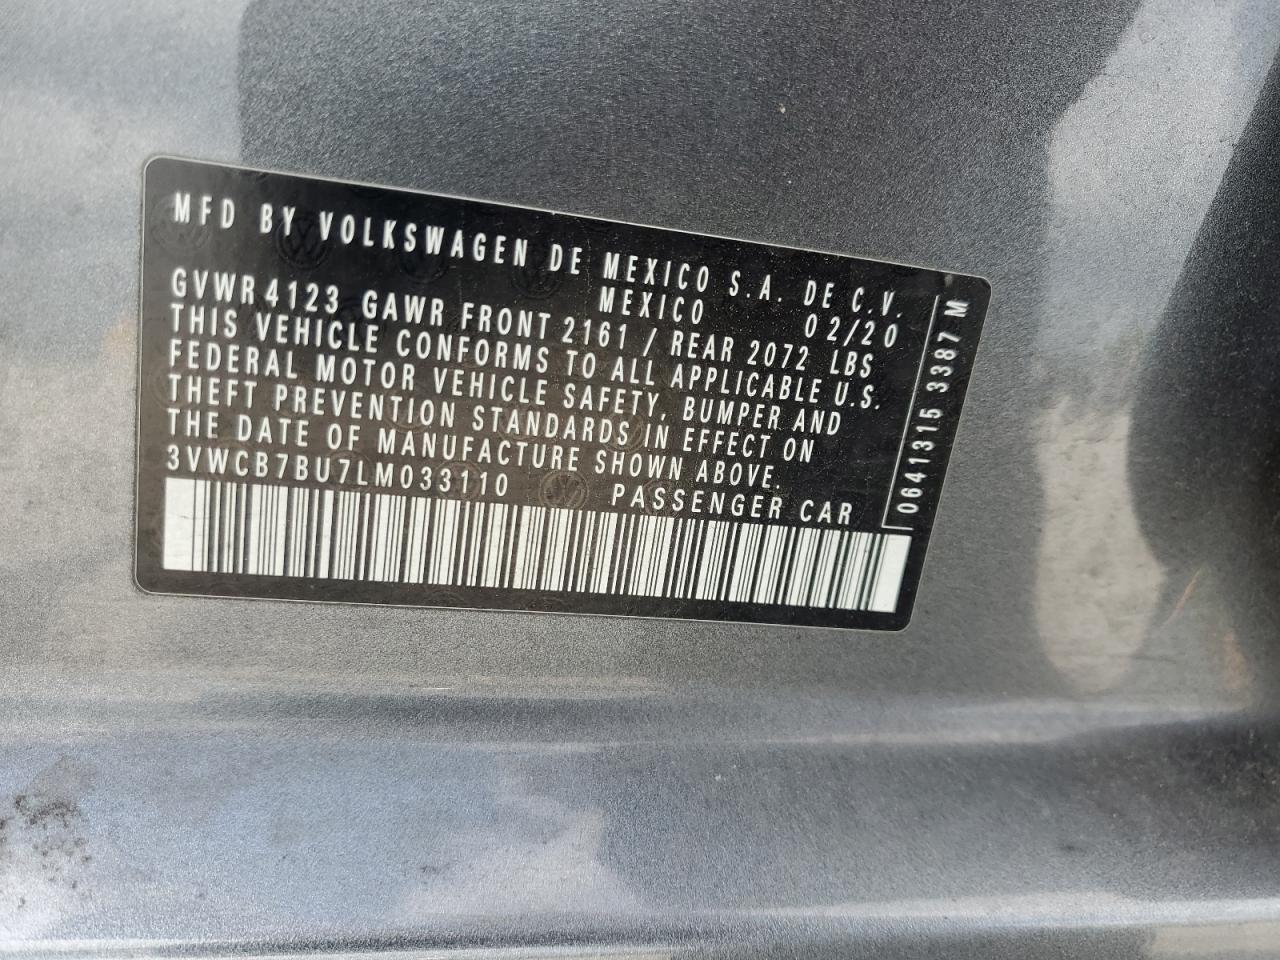 MFD BY VOLKSWAGEN DE MEXICO S.A. DE C.V.
MEXICO 02/20
GVWR 4123 GAWR FRONT 2161 / REAR 2072 LBS
THIS VEHICLE CONFORMS TO ALL APPLICABLE U.S.
FEDERAL MOTOR VEHICLE SAFETY, BUMPER AND
THEFT PREVENTION STANDARDS IN EFFECT ON
THE DATE OF MANUFACTURE SHOWN ABOVE.
3VWCB7BU7LM033110 PASSENGER CAR
0641315 3387 M